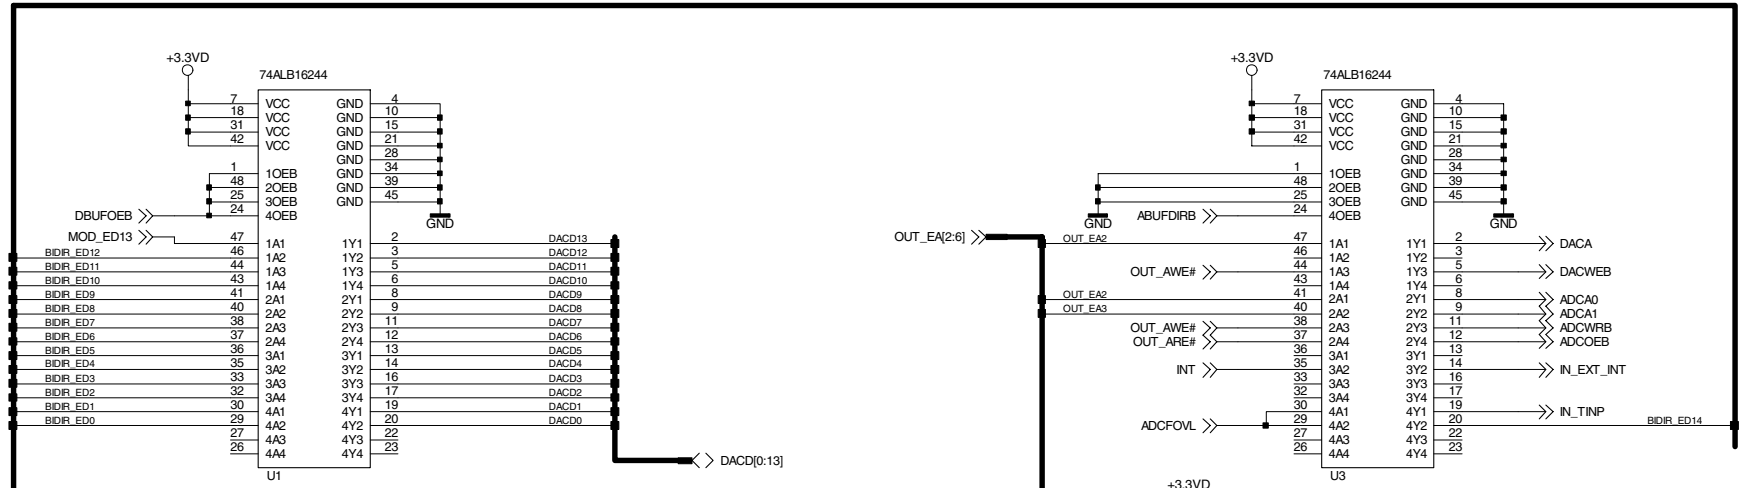 +3.3VD
74ALB16244
7 VCC GND 4
18 VCC GND 10
31 VCC GND 15
42 VCC GND 21
GND 28
1 1OEB GND 34
48 2OEB GND 39
25 3OEB GND 45
DBUFOEB 24 4OEB GND
MOD_ED13 47 1A1 1Y1 2 DACD13
BIDIR_ED12 46 1A2 1Y2 3 DACD12
BIDIR_ED11 44 1A3 1Y3 5 DACD11
BIDIR_ED10 43 1A4 1Y4 6 DACD10
BIDIR_ED9 41 2A1 2Y1 8 DACD9
BIDIR_ED8 40 2A2 2Y2 9 DACD8
BIDIR_ED7 38 2A3 2Y3 11 DACD7
BIDIR_ED6 37 2A4 2Y4 12 DACD6
BIDIR_ED5 36 3A1 3Y1 13 DACD5
BIDIR_ED4 35 3A2 3Y2 14 DACD4
BIDIR_ED3 33 3A3 3Y3 16 DACD3
BIDIR_ED2 32 3A4 3Y4 17 DACD2
BIDIR_ED1 30 4A1 4Y1 19 DACD1
BIDIR_ED0 29 4A2 4Y2 20 DACD0
27 4A3 4Y3 22
26 4A4 4Y4 23
DACD[0:13]
U1
+3.3VD
74ALB16244
7 VCC GND 4
18 VCC GND 10
31 VCC GND 15
42 VCC GND 21
GND 28
1 1OEB GND 34
48 2OEB GND 39
25 3OEB GND 45
GND ABUFDIRB 24 4OEB GND
OUT_EA[2:6] OUT_EA2 47 1A1 1Y1 2 DACA
46 1A2 1Y2 3
OUT_AWE# 44 1A3 1Y3 5 DACWEB
43 1A4 1Y4 6
OUT_EA2 41 2A1 2Y1 8 ADCA0
OUT_EA3 40 2A2 2Y2 9 ADCA1
OUT_AWE# 38 2A3 2Y3 11 ADCWRB
OUT_ARE# 37 2A4 2Y4 12 ADCOEB
36 3A1 3Y1 13
INT 35 3A2 3Y2 14 IN_EXT_INT
33 3A3 3Y3 16
32 3A4 3Y4 17
30 4A1 4Y1 19 IN_TINP
ADCFOVL 29 4A2 4Y2 20 BIDIR_ED14
27 4A3 4Y3 22
26 4A4 4Y4 23
U3
+3.3VD